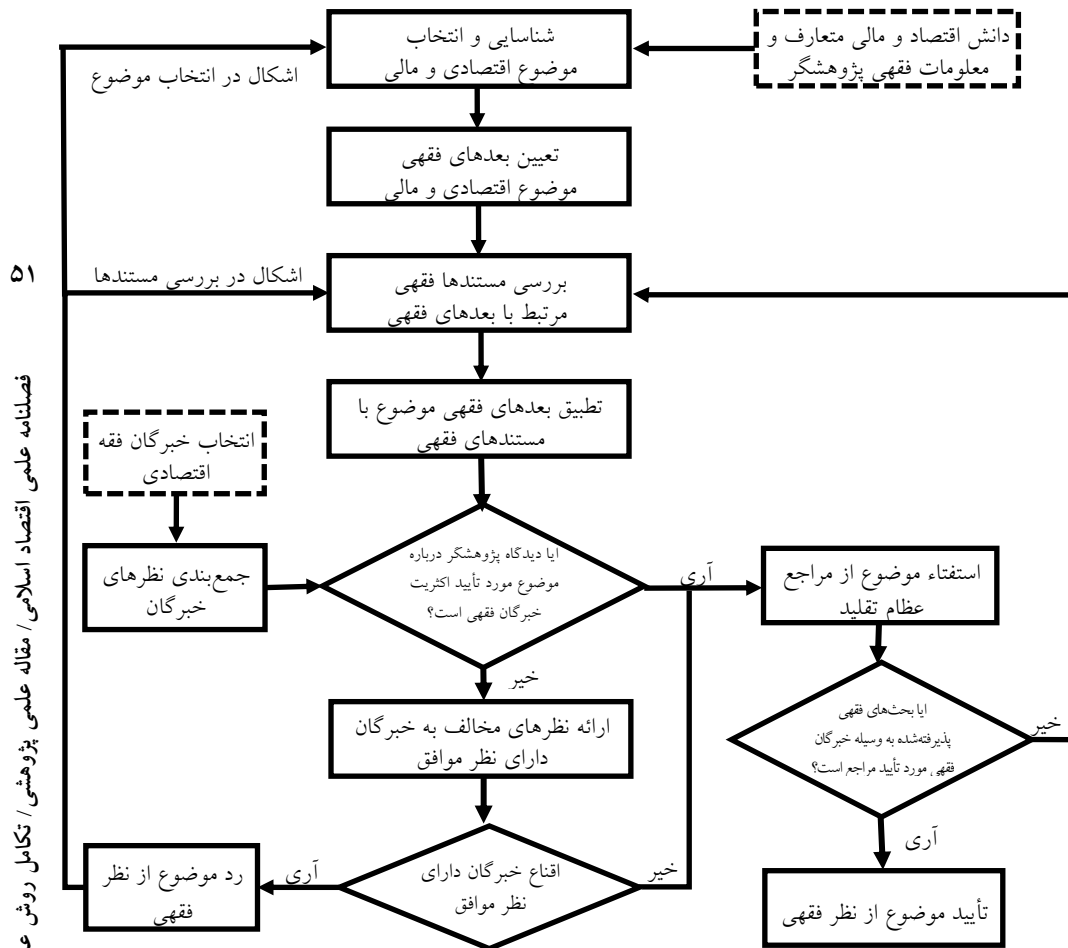 شناسایی و انتخاب
موضوع اقتصادی و مالی
دانش اقتصاد و مالی متعارف و
معلومات فقهی پژوهشگر
اشکال در انتخاب موضوع
تعیین بعدهای فقهی
موضوع اقتصادی و مالی
بررسی مستندها فقهی
مرتبط با بعدهای فقهی
اشکال در بررسی مستندها
تطبیق بعدهای فقهی موضوع با
مستندهای فقهی
انتخاب خبرگان فقه
اقتصادی
جمع‌بندی نظرهای
خبرگان
ایا دیدگاه پژوهشگر درباره
موضوع مورد تأیید اکثریت
خبرگان فقهی است؟
آری
خیر
استفتاء موضوع از مراجع
عظام تقلید
ایا بحث‌های فقهی
پذیرفته‌شده به وسیله خبرگان
فقهی مورد تأیید مراجع است؟
خیر
آری
تأیید موضوع از نظر فقهی
ارائه نظرهای مخالف به خبرگان
دارای نظر موافق
اقناع خبرگان دارای
نظر موافق
خیر
آری
رد موضوع از نظر
فقهی
۵۱
فصلنامه علمی اقتصاد اسلامی/ مقاله علمی پژوهشی/ تکامل روش